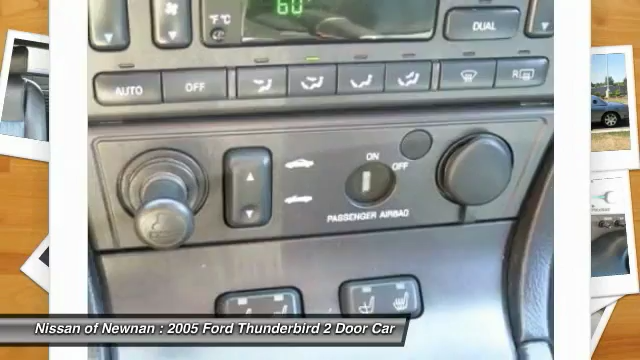 60
°F °C
DUAL
AUTO OFF R
ON
OFF
PASSENGER AIRBAG
Nissan of Newnan : 2005 Ford Thunderbird 2 Door Car